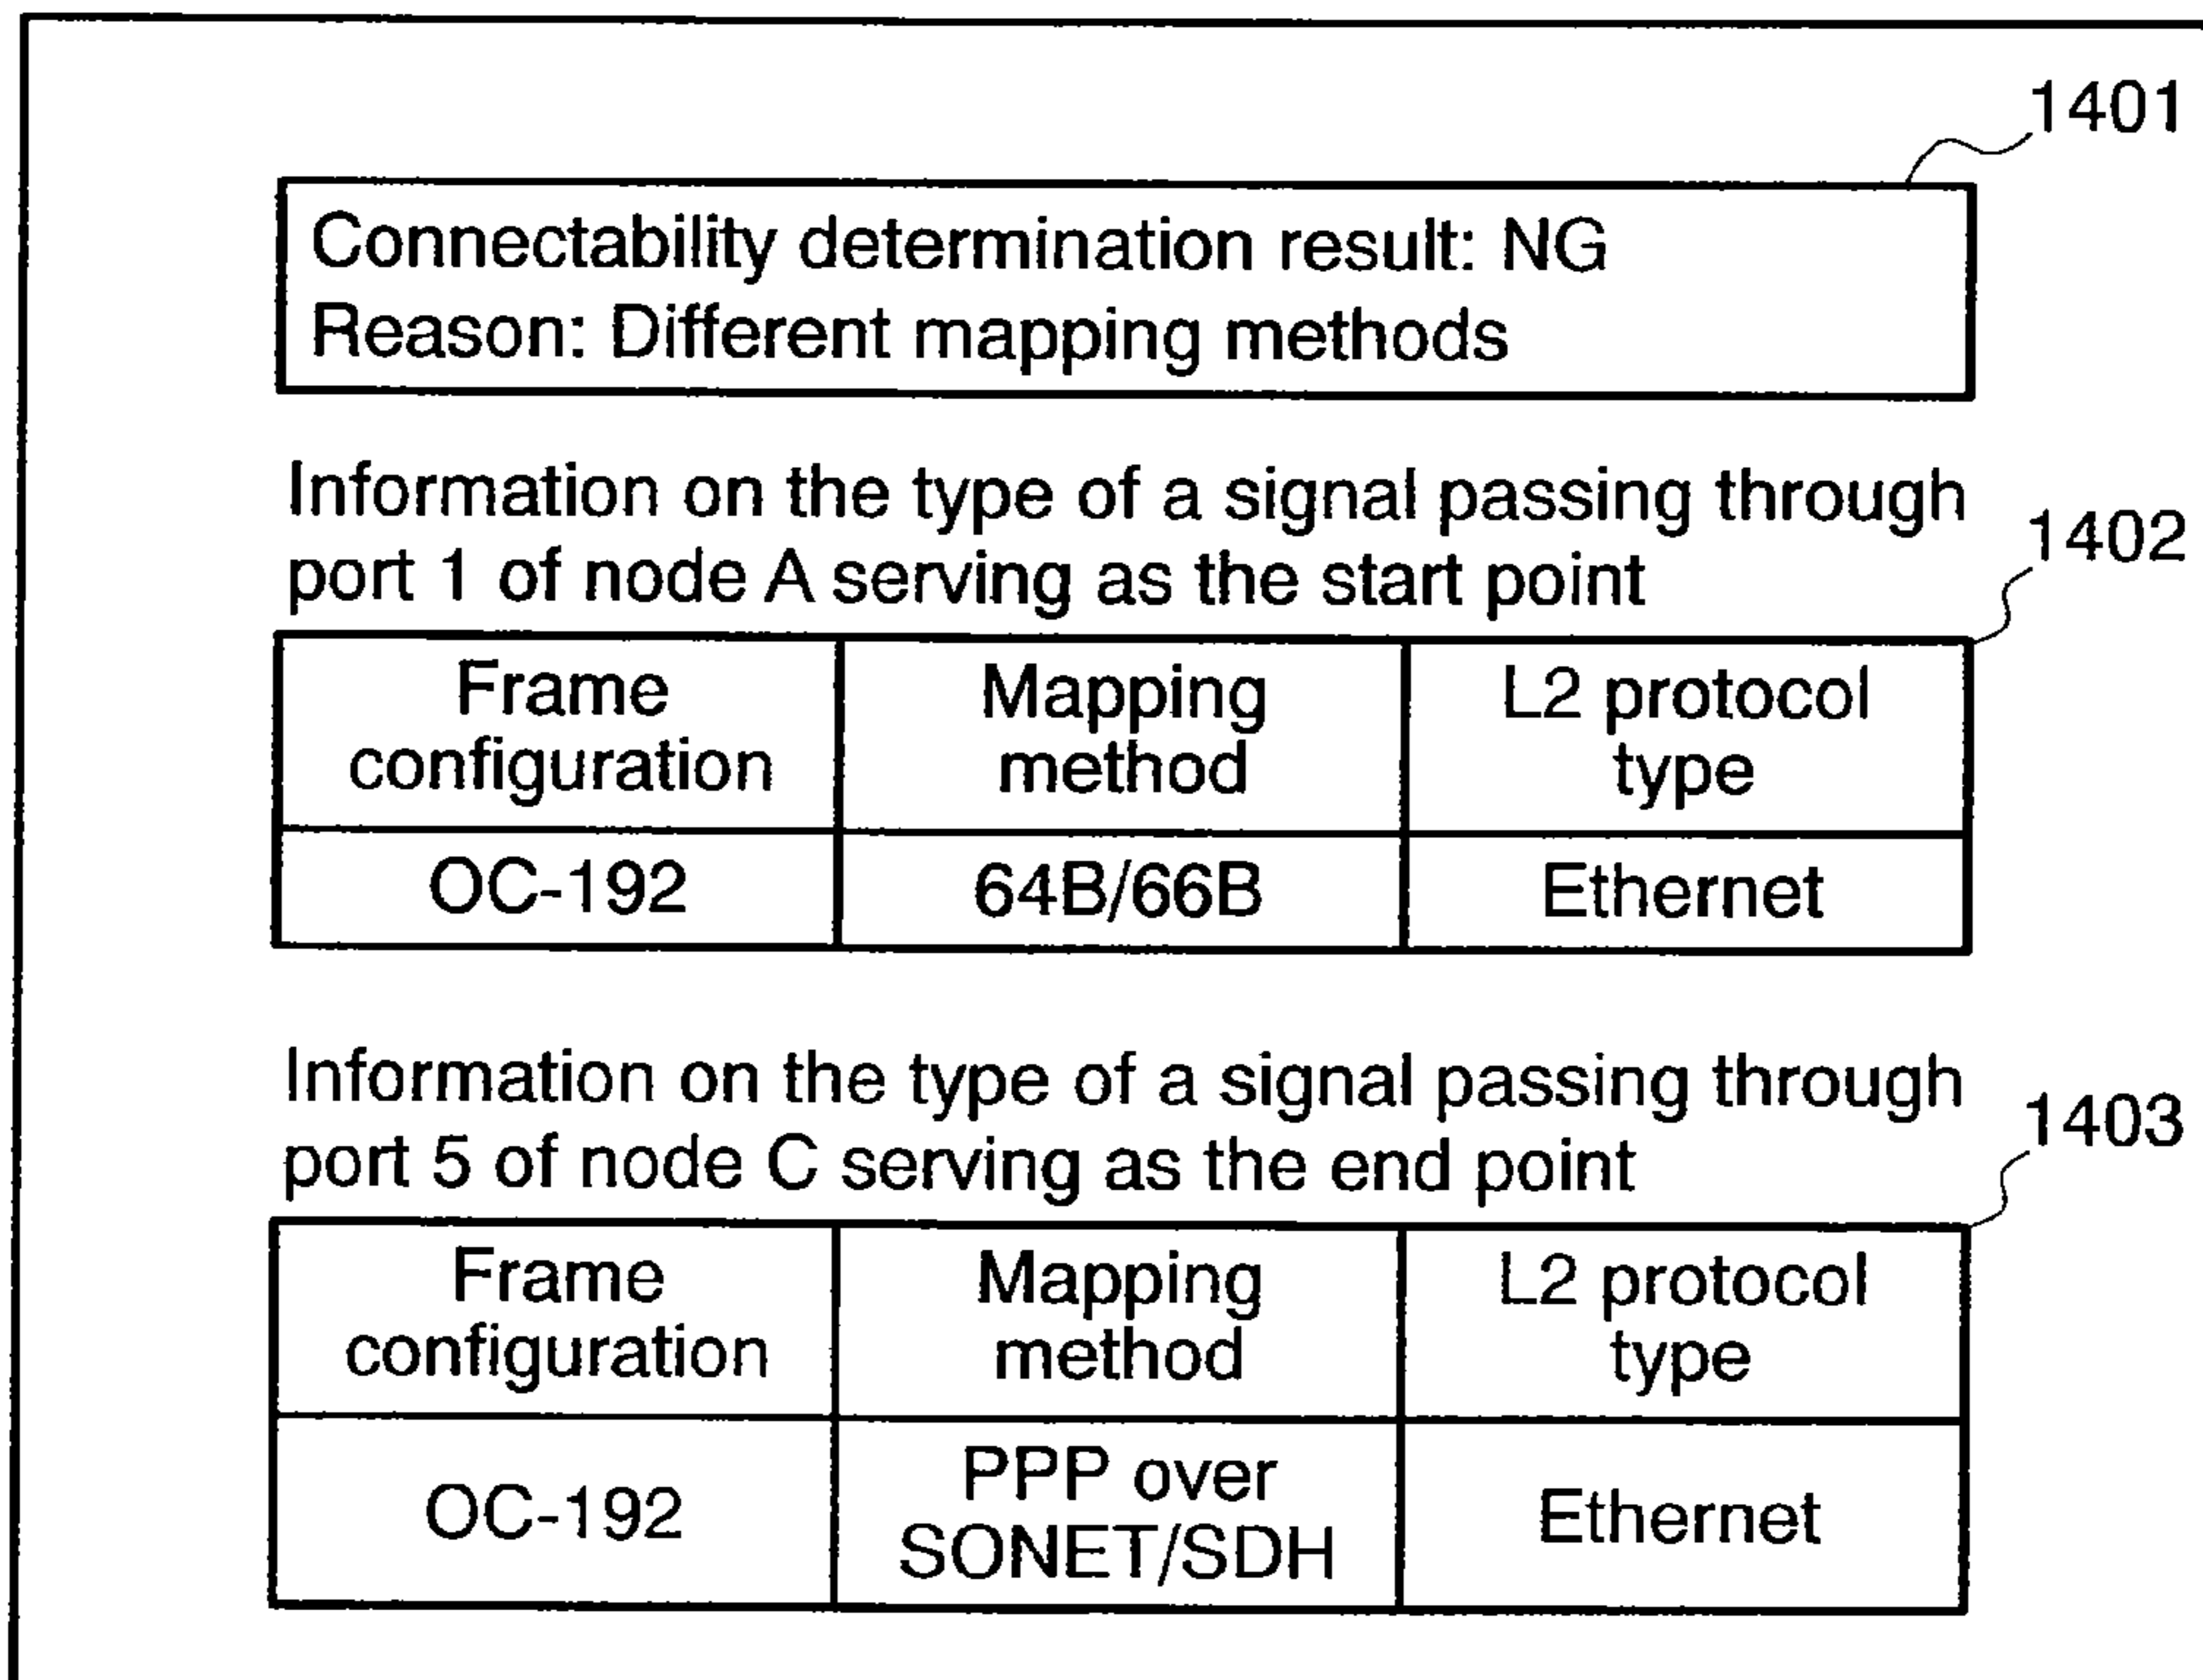 1401
Connectability determination result: NG
Reason: Different mapping methods
Information on the type of a signal passing through
port 1 of node A serving as the start point
1402
Frame configuration
Mapping method
L2 protocol type
OC-192
64B/66B
Ethernet
Information on the type of a signal passing through
port 5 of node C serving as the end point
1403
Frame configuration
Mapping method
L2 protocol type
OC-192
PPP over SONET/SDH
Ethernet